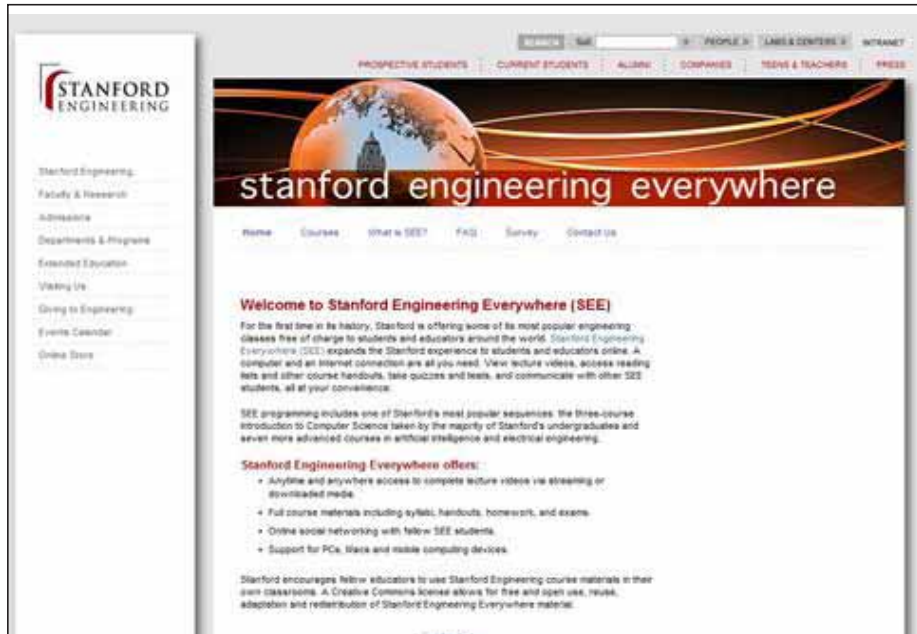 SEARCH SoE PEOPLE LABS & CENTERS INTRANET
PROSPECTIVE STUDENTS CURRENT STUDENTS ALUMNI COMPANIES TEENS & TEACHERS PRESS
STANFORD
ENGINEERING
Stanford Engineering
Faculty & Research
Admissions
Departments & Programs
Extended Education
Visiting Us
Giving to Engineering
Events Calendar
Online Store
stanford engineering everywhere
Home Courses What is SEE? FAQ Survey Contact Us
Welcome to Stanford Engineering Everywhere (SEE)
For the first time in its history, Stanford is offering some of its most popular engineering
classes free of charge to students and educators around the world. Stanford Engineering
Everywhere (SEE) expands the Stanford experience to students and educators online. A
computer and an Internet connection are all you need. View lecture videos, access reading
lists and other course handouts, take quizzes and tests, and communicate with other SEE
students, all at your convenience.
SEE programming includes one of Stanford's most popular sequences: the three-course
Introduction to Computer Science taken by the majority of Stanford's undergraduates and
seven more advanced courses in artificial intelligence and electrical engineering.
Stanford Engineering Everywhere offers:
• Anytime and anywhere access to complete lecture videos via streaming or
downloaded media.
• Full course materials including syllabi, handouts, homework, and exams.
• Online social networking with fellow SEE students.
• Support for PCs, Macs and mobile computing devices.
Stanford encourages fellow educators to use Stanford Engineering course materials in their
own classrooms. A Creative Commons license allows for free and open use, reuse,
adaptation and redistribution of Stanford Engineering Everywhere material.